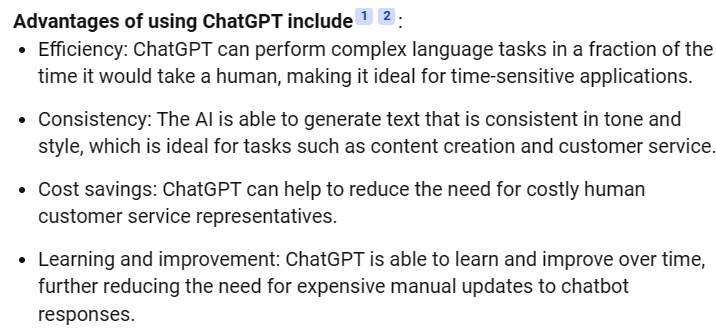 Advantages of using ChatGPT include 1 2 :
• Efficiency: ChatGPT can perform complex language tasks in a fraction of the
time it would take a human, making it ideal for time-sensitive applications.
• Consistency: The AI is able to generate text that is consistent in tone and
style, which is ideal for tasks such as content creation and customer service.
• Cost savings: ChatGPT can help to reduce the need for costly human
customer service representatives.
• Learning and improvement: ChatGPT is able to learn and improve over time,
further reducing the need for expensive manual updates to chatbot
responses.